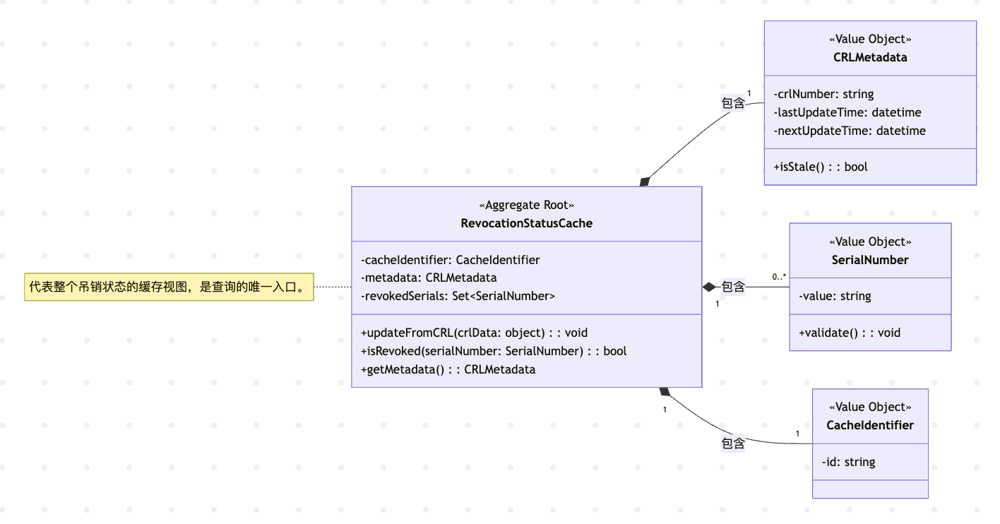 «Value Object»
CRLMetadata
-crlNumber: string
-lastUpdateTime: datetime
-nextUpdateTime: datetime
+isStale() : : bool
包含
1
«Aggregate Root»
RevocationStatusCache
-cacheIdentifier: CacheIdentifier
-metadata: CRLMetadata
-revokedSerials: Set<SerialNumber>
+updateFromCRL(crlData: object) : : void
+isRevoked(serialNumber: SerialNumber) : : bool
+getMetadata() : : CRLMetadata
代表整个吊销状态的缓存视图，是查询的唯一入口。
包含
1
0..*
«Value Object»
SerialNumber
-value: string
+validate() : : void
1
包含
1
«Value Object»
CacheIdentifier
-id: string